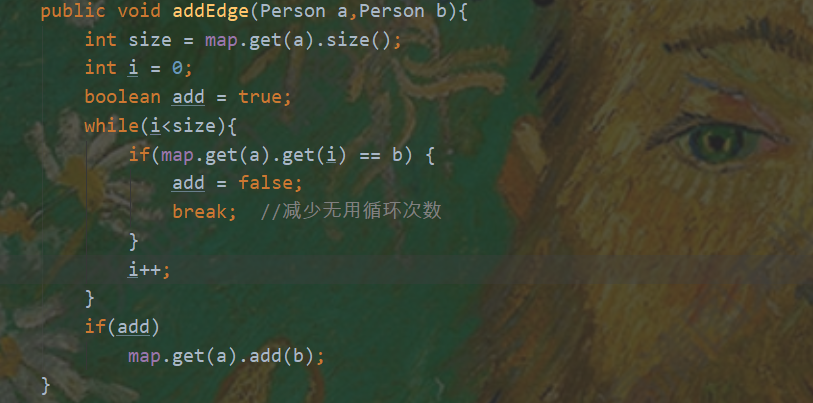 public void addEdge(Person a,Person b){
    int size = map.get(a).size();
    int i = 0;
    boolean add = true;
    while(i<size){
        if(map.get(a).get(i) == b) {
            add = false;
            break;  //减少无用循环次数
        }
        i++;
    }
    if(add)
        map.get(a).add(b);
}